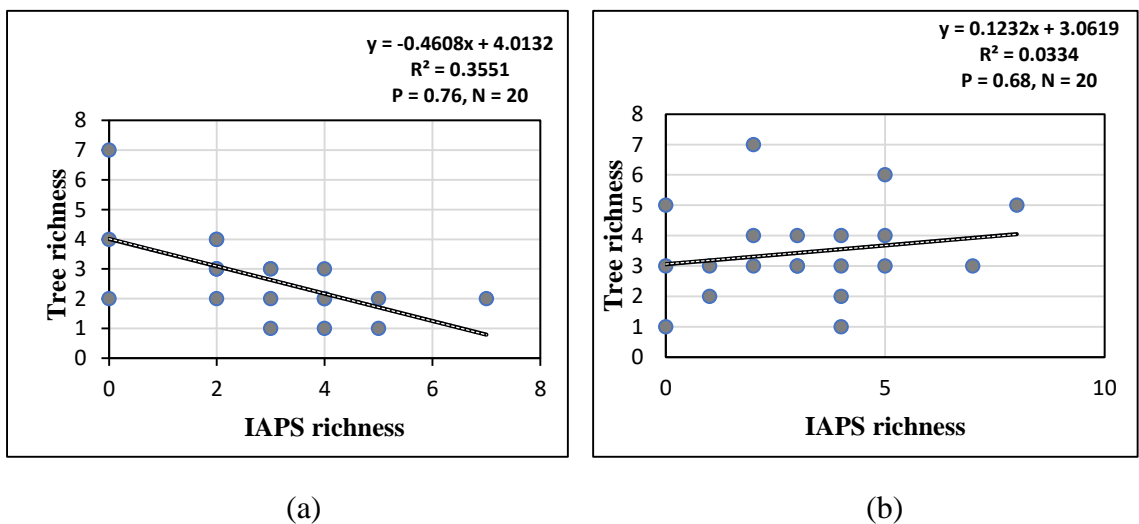 y = -0.4608x + 4.0132
R² = 0.3551
P = 0.76, N = 20
8
7
6
5
4
3
2
1
0
Tree richness
0 2 4 6 8
IAPS richness
(a)
y = 0.1232x + 3.0619
R² = 0.0334
P = 0.68, N = 20
8
7
6
5
4
3
2
1
0
Tree richness
0 5 10
IAPS richness
(b)